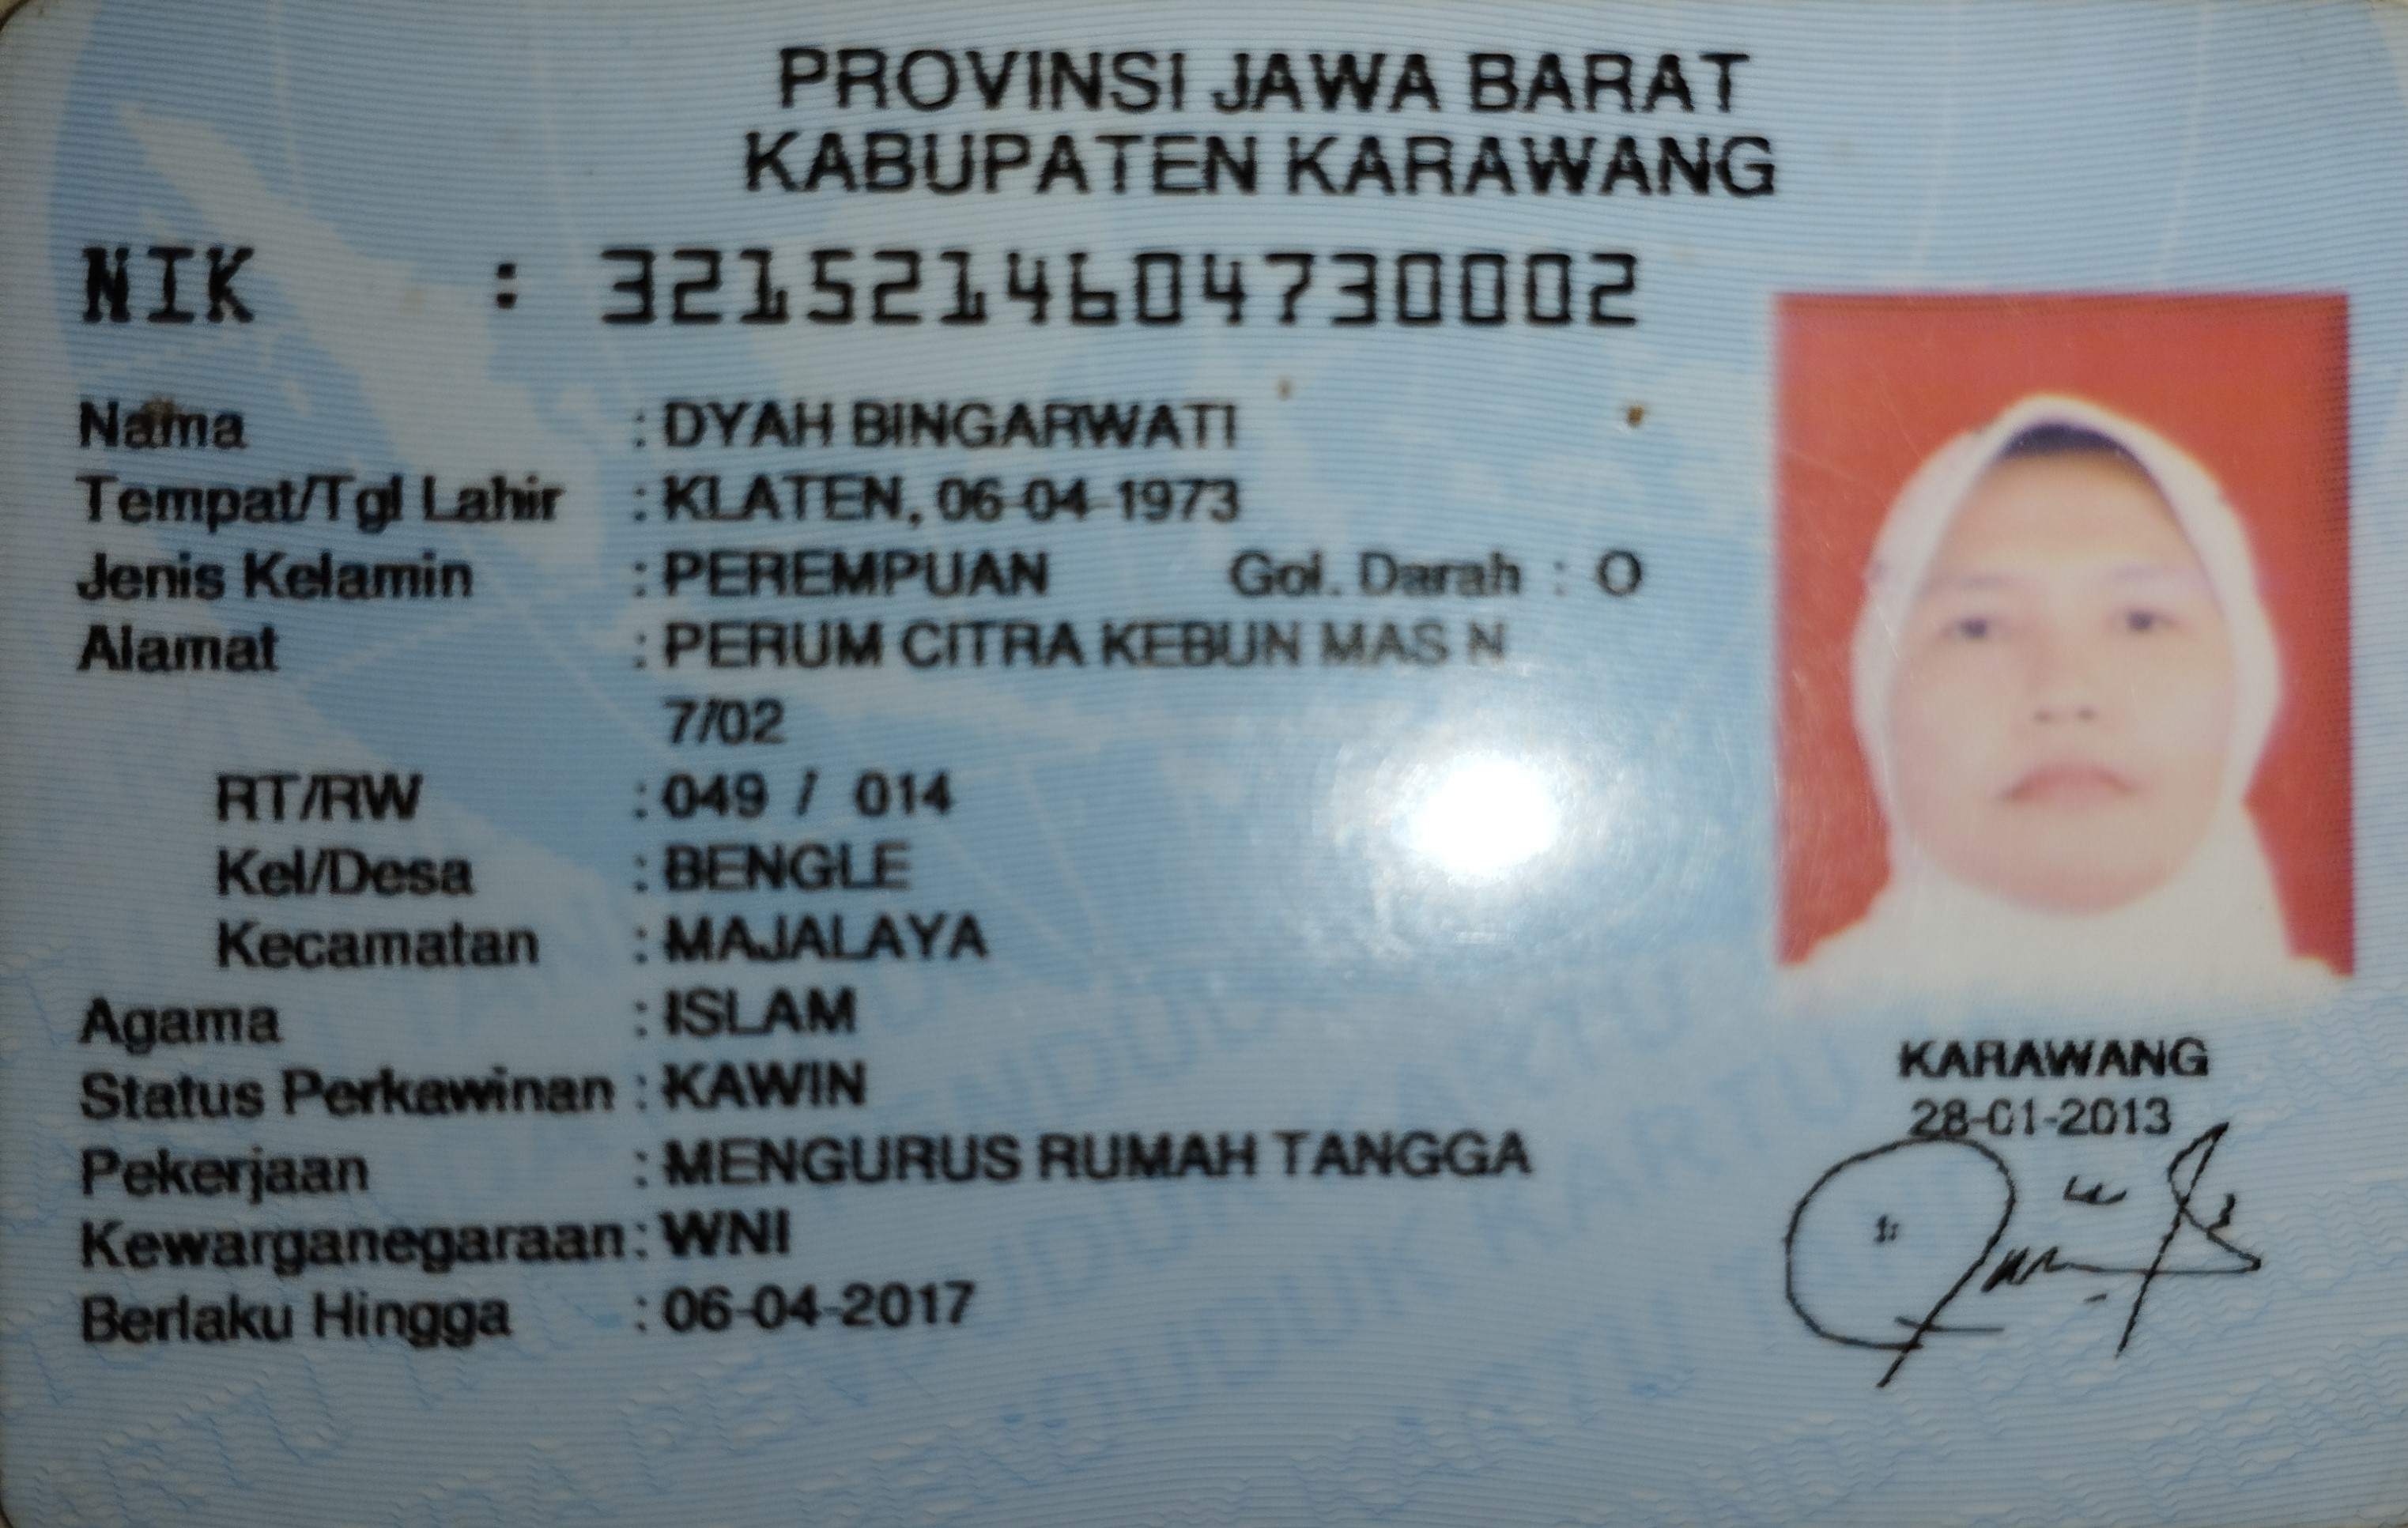 PROVINSI JAWA BARAT
KABUPATEN KARAWANG
NIK : 3215214604730002
Nama : DYAH BINGARWATI
Tempat/Tgl Lahir : KLATEN, 06-04-1973
Jenis Kelamin : PEREMPUAN Gol. Darah : O
Alamat : PERUM CITRA KEBUN MAS N
7/02
RT/RW : 049 / 014
Kel/Desa : BENGLE
Kecamatan : MAJALAYA
Agama : ISLAM
Status Perkawinan : KAWIN
Pekerjaan : MENGURUS RUMAH TANGGA
Kewarganegaraan : WNI
Berlaku Hingga : 06-04-2017
KARAWANG
28-01-2013